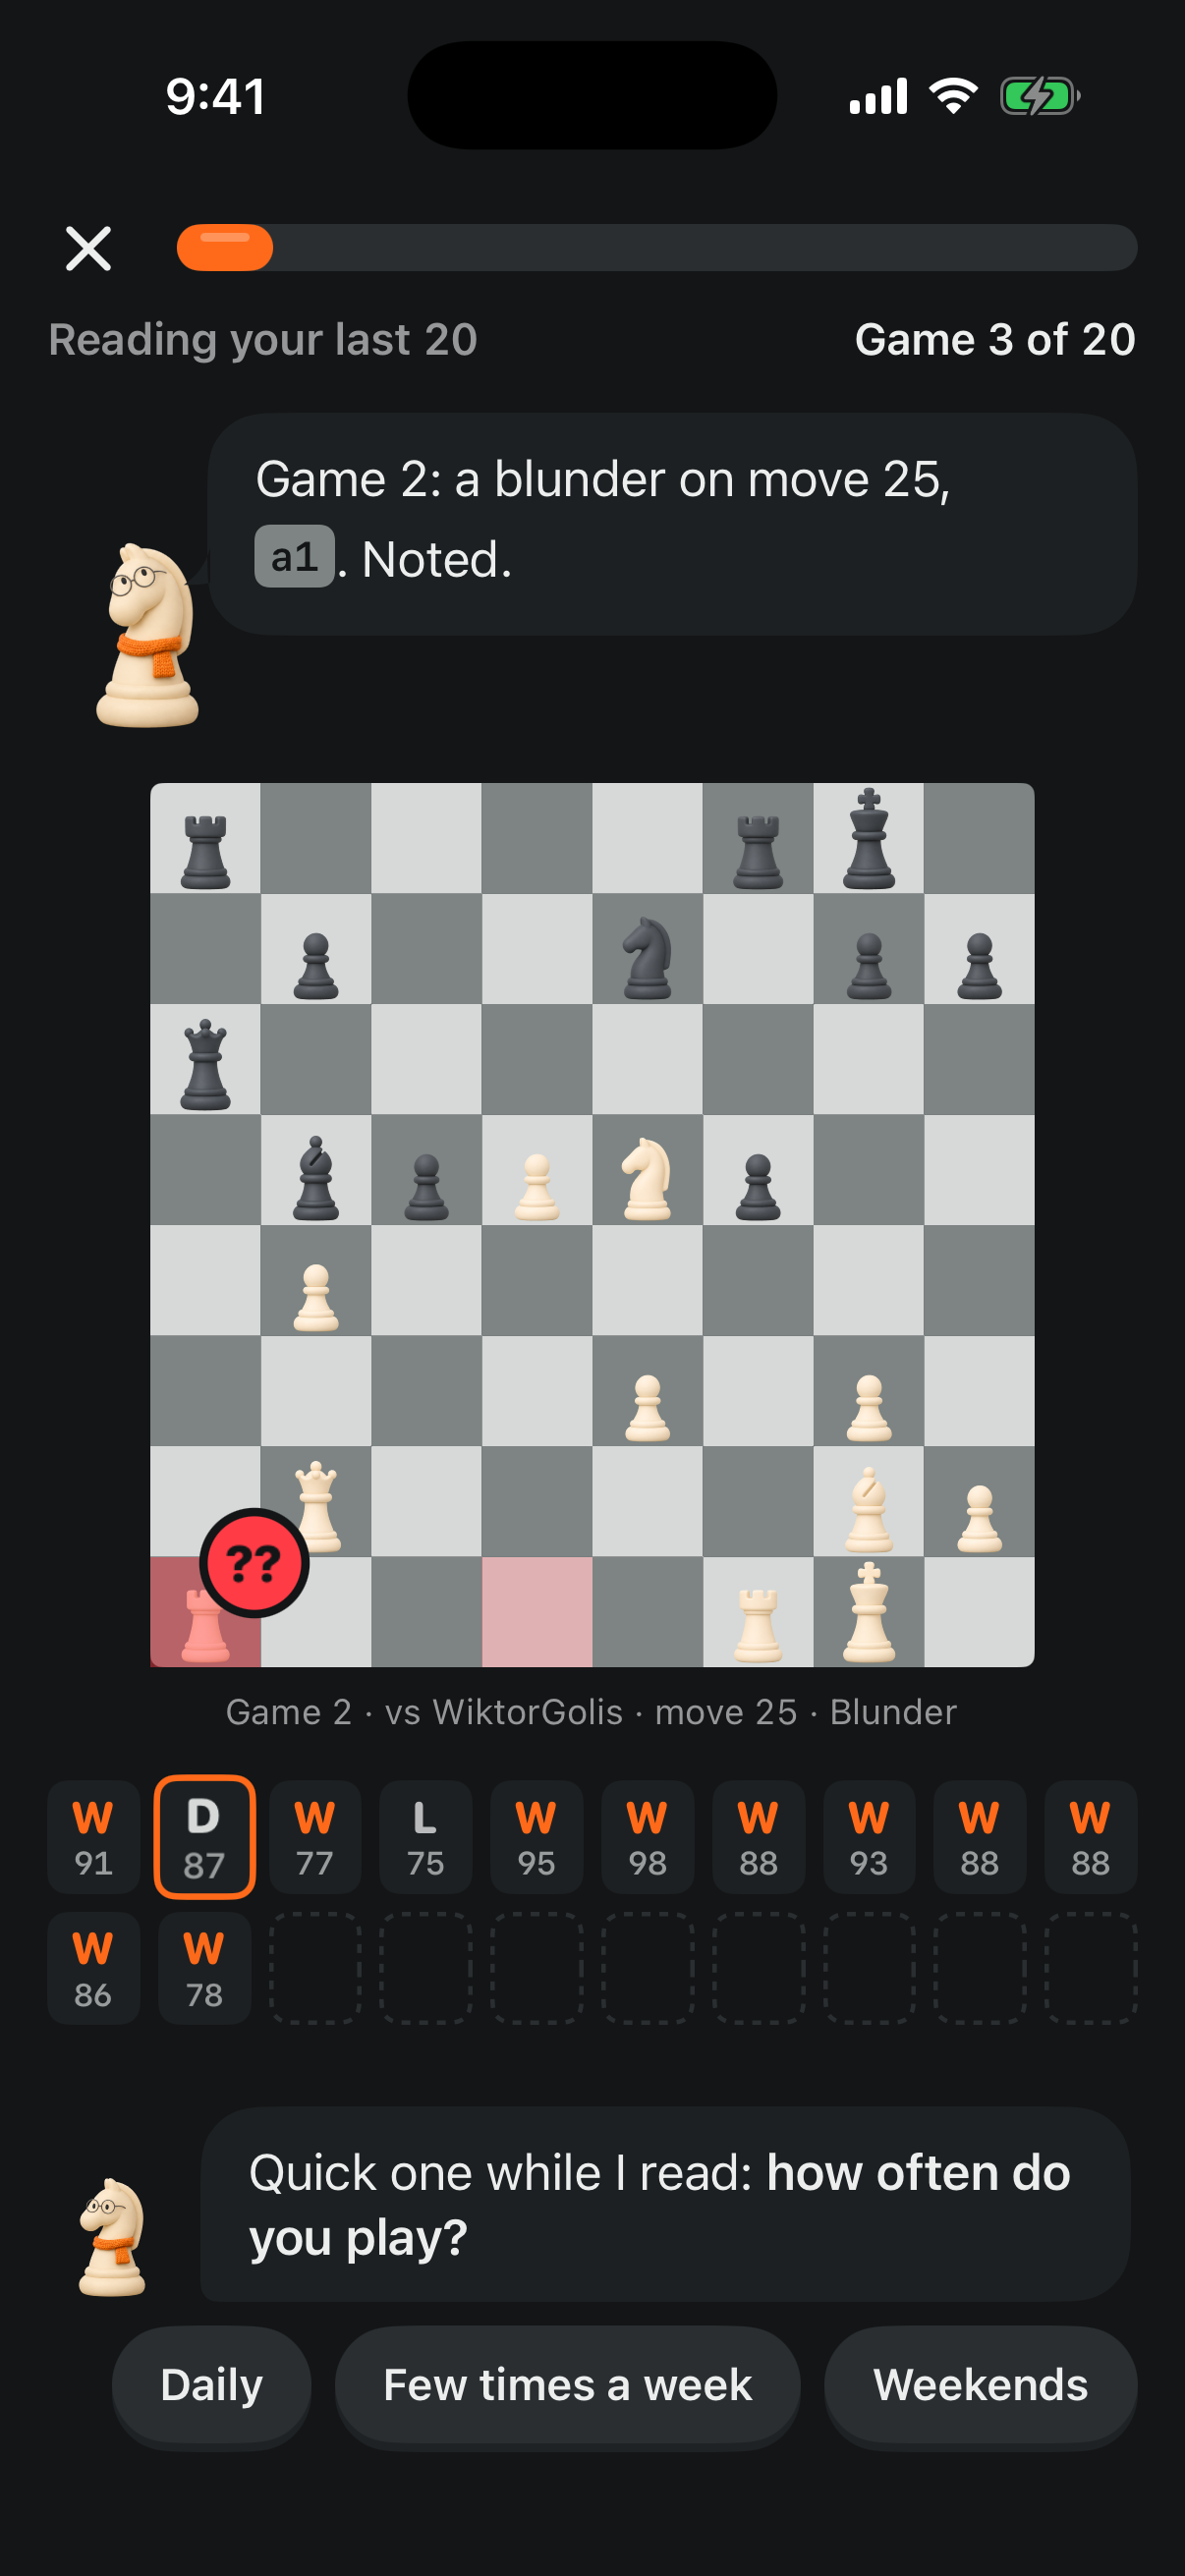 9:41
Reading your last 20
Game 3 of 20
Game 2: a blunder on move 25,
a1. Noted.
??
Game 2 · vs WiktorGolis · move 25 · Blunder
W D W L W W W W W W
91 87 77 75 95 98 88 93 88 88
W W
86 78
Quick one while I read: how often do
you play?
Daily
Few times a week
Weekends